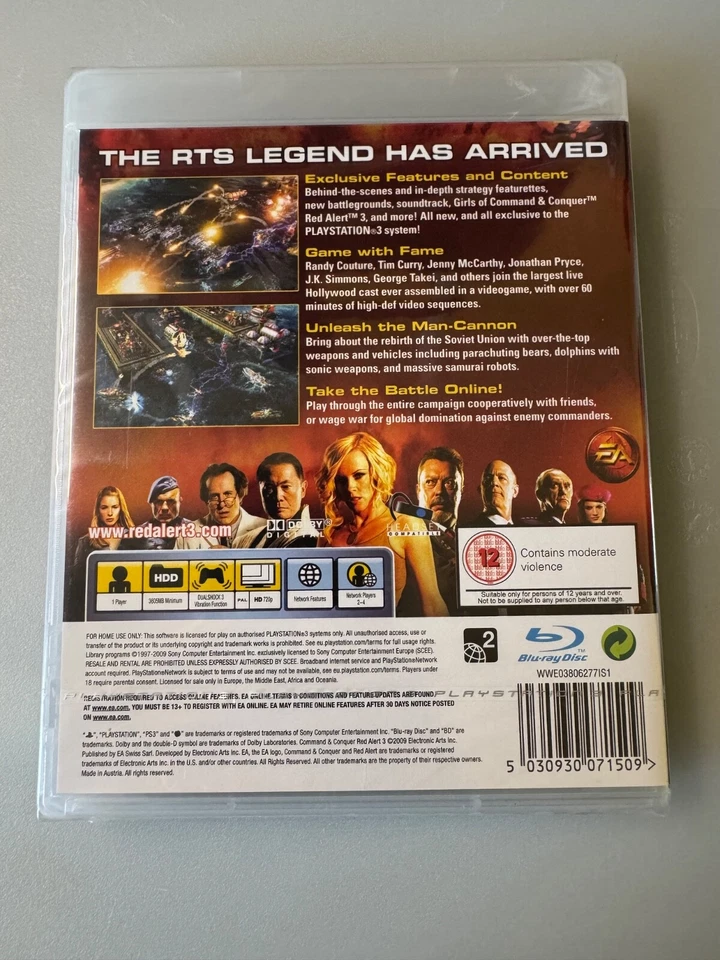 THE RTS LEGEND HAS ARRIVED
Exclusive Features and Content
Behind-the-scenes and in-depth strategy featurettes,
new battlegrounds, soundtrack, Girls of Command & Conquer™
Red Alert™ 3, and more! All new, and all exclusive to the
PLAYSTATION®3 system!
Game with Fame
Randy Couture, Tim Curry, Jenny McCarthy, Jonathan Pryce,
J.K. Simmons, George Takei, and others join the largest live
Hollywood cast ever assembled in a videogame, with over 60
minutes of high-def video sequences.
Unleash the Man-Cannon
Bring about the rebirth of the Soviet Union with over-the-top
weapons and vehicles including parachuting bears, dolphins with
sonic weapons, and massive samurai robots.
Take the Battle Online!
Play through the entire campaign cooperatively with friends,
or wage war for global domination against enemy commanders.
EA
www.redalert3.com
DOLBY®
DIGITAL
HEADSET
COMPATIBLE
12
Contains moderate
violence
Suitable only for persons of 12 years and over.
Not to be supplied to any person below that age.
HDD
1 Player
3605MB Minimum
DUALSHOCK 3
Vibration Function
PAL
HD 720p
Network Features
Network Players
2-4
FOR HOME USE ONLY: This software is licensed for play on authorised PLAYSTATION®3 systems only. All unauthorised access, use or
transfer of the product or its underlying copyright and trademark works is prohibited. See eu.playstation.com/terms for full usage rights.
Library programs ©1997-2009 Sony Computer Entertainment Inc. exclusively licensed to Sony Computer Entertainment Europe (SCEE).
RESALE AND RENTAL ARE PROHIBITED UNLESS EXPRESSLY AUTHORISED BY SCEE. Broadband internet service and PlayStation®Network
account required. PlayStation®Network is subject to terms of use and may not be available, see eu.playstation.com/terms. Players under
18 require parental consent. Licensed for sale only in Europe, the Middle East, Africa and Oceania.
2
Blu-ray Disc
WWE03806277IS1
PLAYSTATION 3
REGISTRATION REQUIRED TO ACCESS ONLINE FEATURES. EA ONLINE TERMS & CONDITIONS AND FEATURE UPDATES ARE FOUND
AT www.ea.com. YOU MUST BE 13+ TO REGISTER WITH EA ONLINE. EA MAY RETIRE ONLINE FEATURES AFTER 30 DAYS NOTICE POSTED
ON www.ea.com.
"PLAYSTATION", "PS3" and are trademarks or registered trademarks of Sony Computer Entertainment Inc. "Blu-ray Disc" and "BD" are
trademarks. Dolby and the double-D symbol are trademarks of Dolby Laboratories. Command & Conquer Red Alert 3 ©2009 Electronic Arts Inc.
Published by EA Swiss Sarl. Developed by Electronic Arts Inc. EA, the EA logo, Command & Conquer and Red Alert are trademarks or registered
trademarks of Electronic Arts Inc. in the U.S. and/or other countries. All Rights Reserved. All other trademarks are the property of their respective owners.
Made in Austria. All rights reserved.
5 030930 071509 >